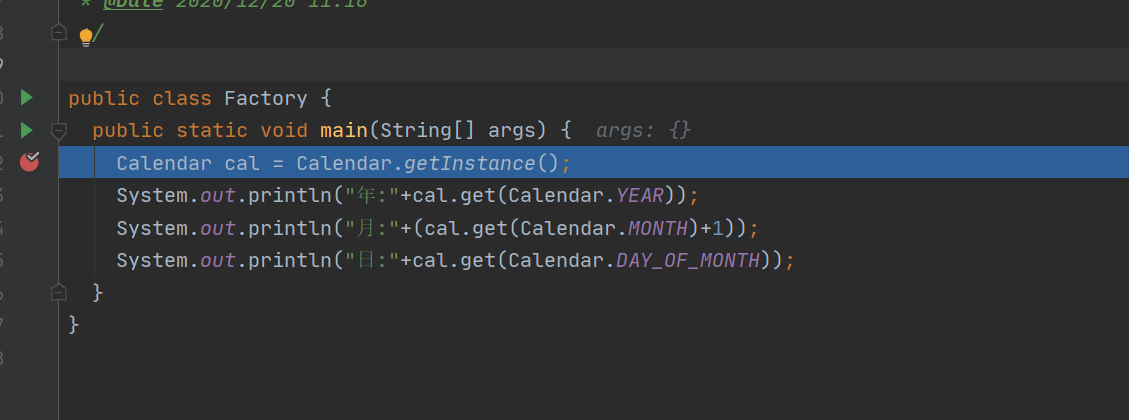 * @Date 2020/12/20 11:16
*/
public class Factory {
public static void main(String[] args) { args: {}
Calendar cal = Calendar.getInstance();
System.out.println("年:"+cal.get(Calendar.YEAR));
System.out.println("月:"+(cal.get(Calendar.MONTH)+1));
System.out.println("日:"+cal.get(Calendar.DAY_OF_MONTH));
}
}